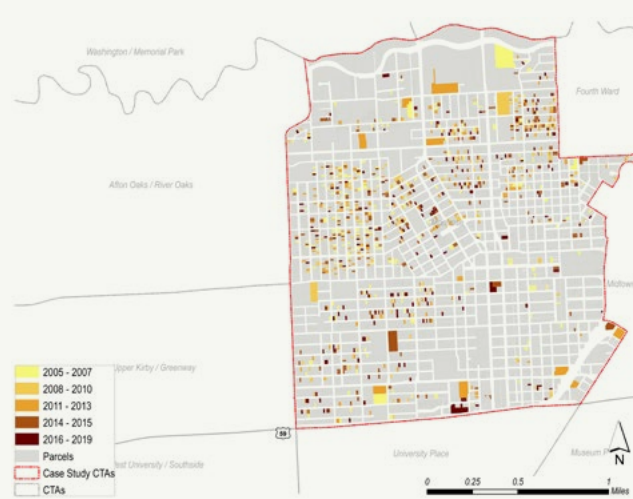 Washington / Memorial Park
Fourth Ward
Afton Oaks / River Oaks
Midtown
2005 - 2007
Upper Kirby / Greenway
2008 - 2010
2011 - 2013
2014 - 2015
2016 - 2019
Parcels
59
Case Study CTAs
West University / Southside
University Place
Museum P
N
CTAs
0 0.25 0.5 1
Miles